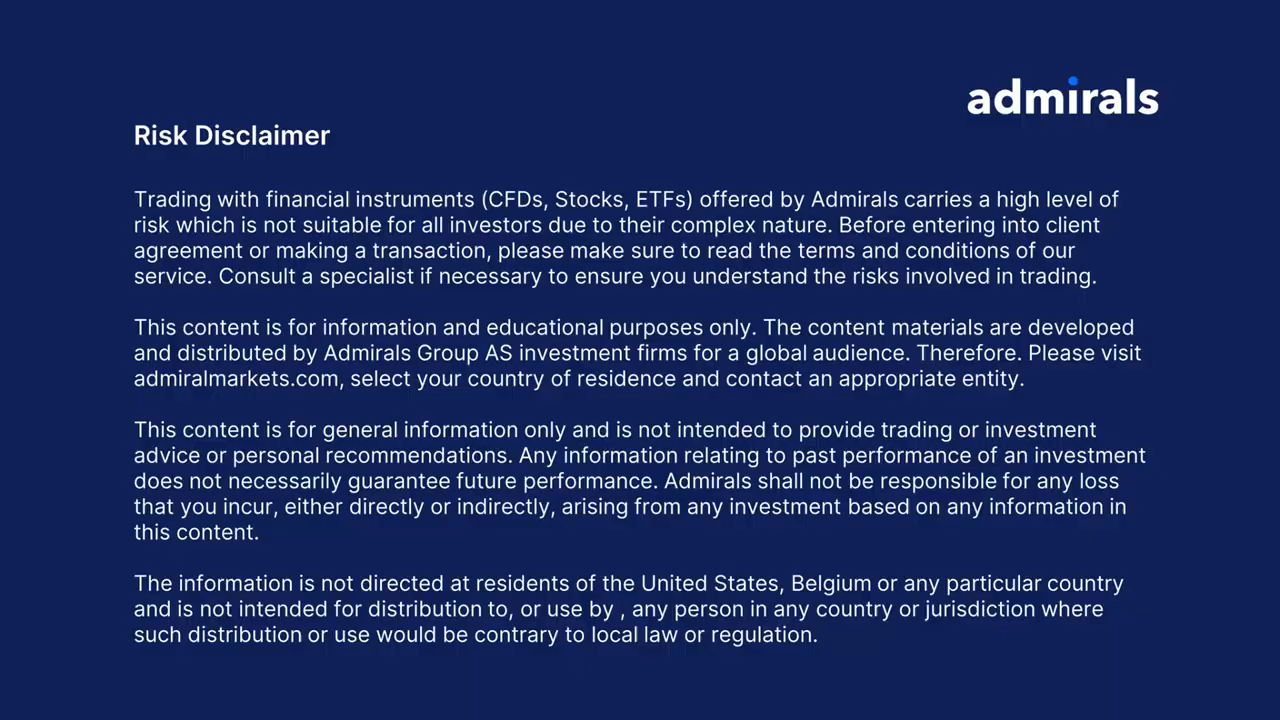 admirals
Risk Disclaimer
Trading with financial instruments (CFDs, Stocks, ETFs) offered by Admirals carries a high level of
risk which is not suitable for all investors due to their complex nature. Before entering into client
agreement or making a transaction, please make sure to read the terms and conditions of our
service. Consult a specialist if necessary to ensure you understand the risks involved in trading.
This content is for information and educational purposes only. The content materials are developed
and distributed by Admirals Group AS investment firms for a global audience. Therefore. Please visit
admiralmarkets.com, select your country of residence and contact an appropriate entity.
This content is for general information only and is not intended to provide trading or investment
advice or personal recommendations. Any information relating to past performance of an investment
does not necessarily guarantee future performance. Admirals shall not be responsible for any loss
that you incur, either directly or indirectly, arising from any investment based on any information in
this content.
The information is not directed at residents of the United States, Belgium or any particular country
and is not intended for distribution to, or use by , any person in any country or jurisdiction where
such distribution or use would be contrary to local law or regulation.